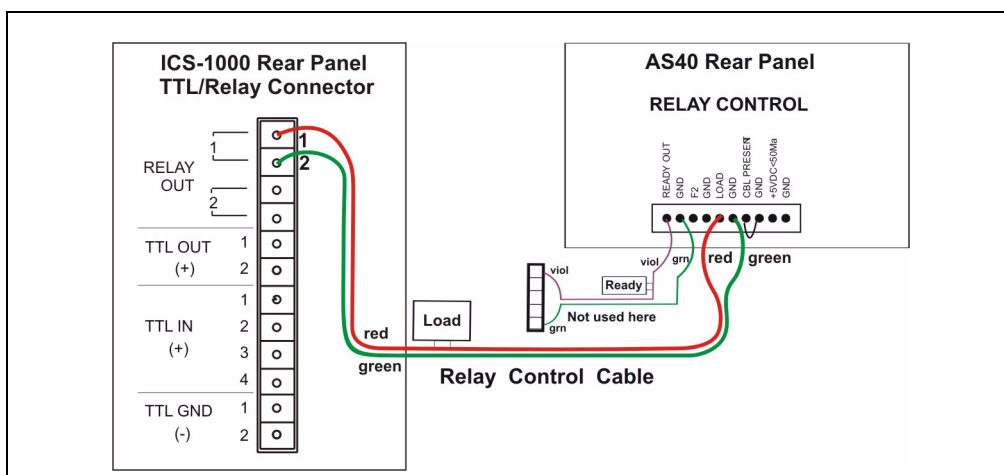 ICS-1000 Rear Panel
TTL/Relay Connector
1
2
RELAY
OUT
1
2
TTL OUT
(+)
1
2
TTL IN
(+)
1
2
3
4
TTL GND
(-)
1
2
AS40 Rear Panel
RELAY CONTROL
READY OUT
GND
F2
GND
LOAD
GND
CBL PRESENT
GND
+5VDC<50Ma
GND
viol
grn
red
green
viol
Ready
Not used here
grn
Load
red
green
Relay Control Cable